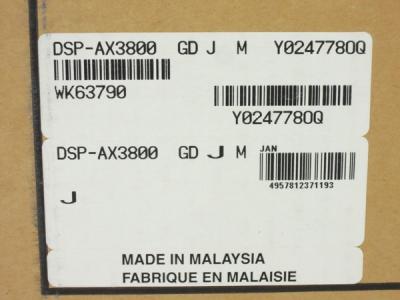 DSP-AX3800 GD J M Y0247780Q
WK63790
Y0247780Q
DSP-AX3800 GD J M JAN
4957812371193
J
MADE IN MALAYSIA
FABRIQUE EN MALAISIE